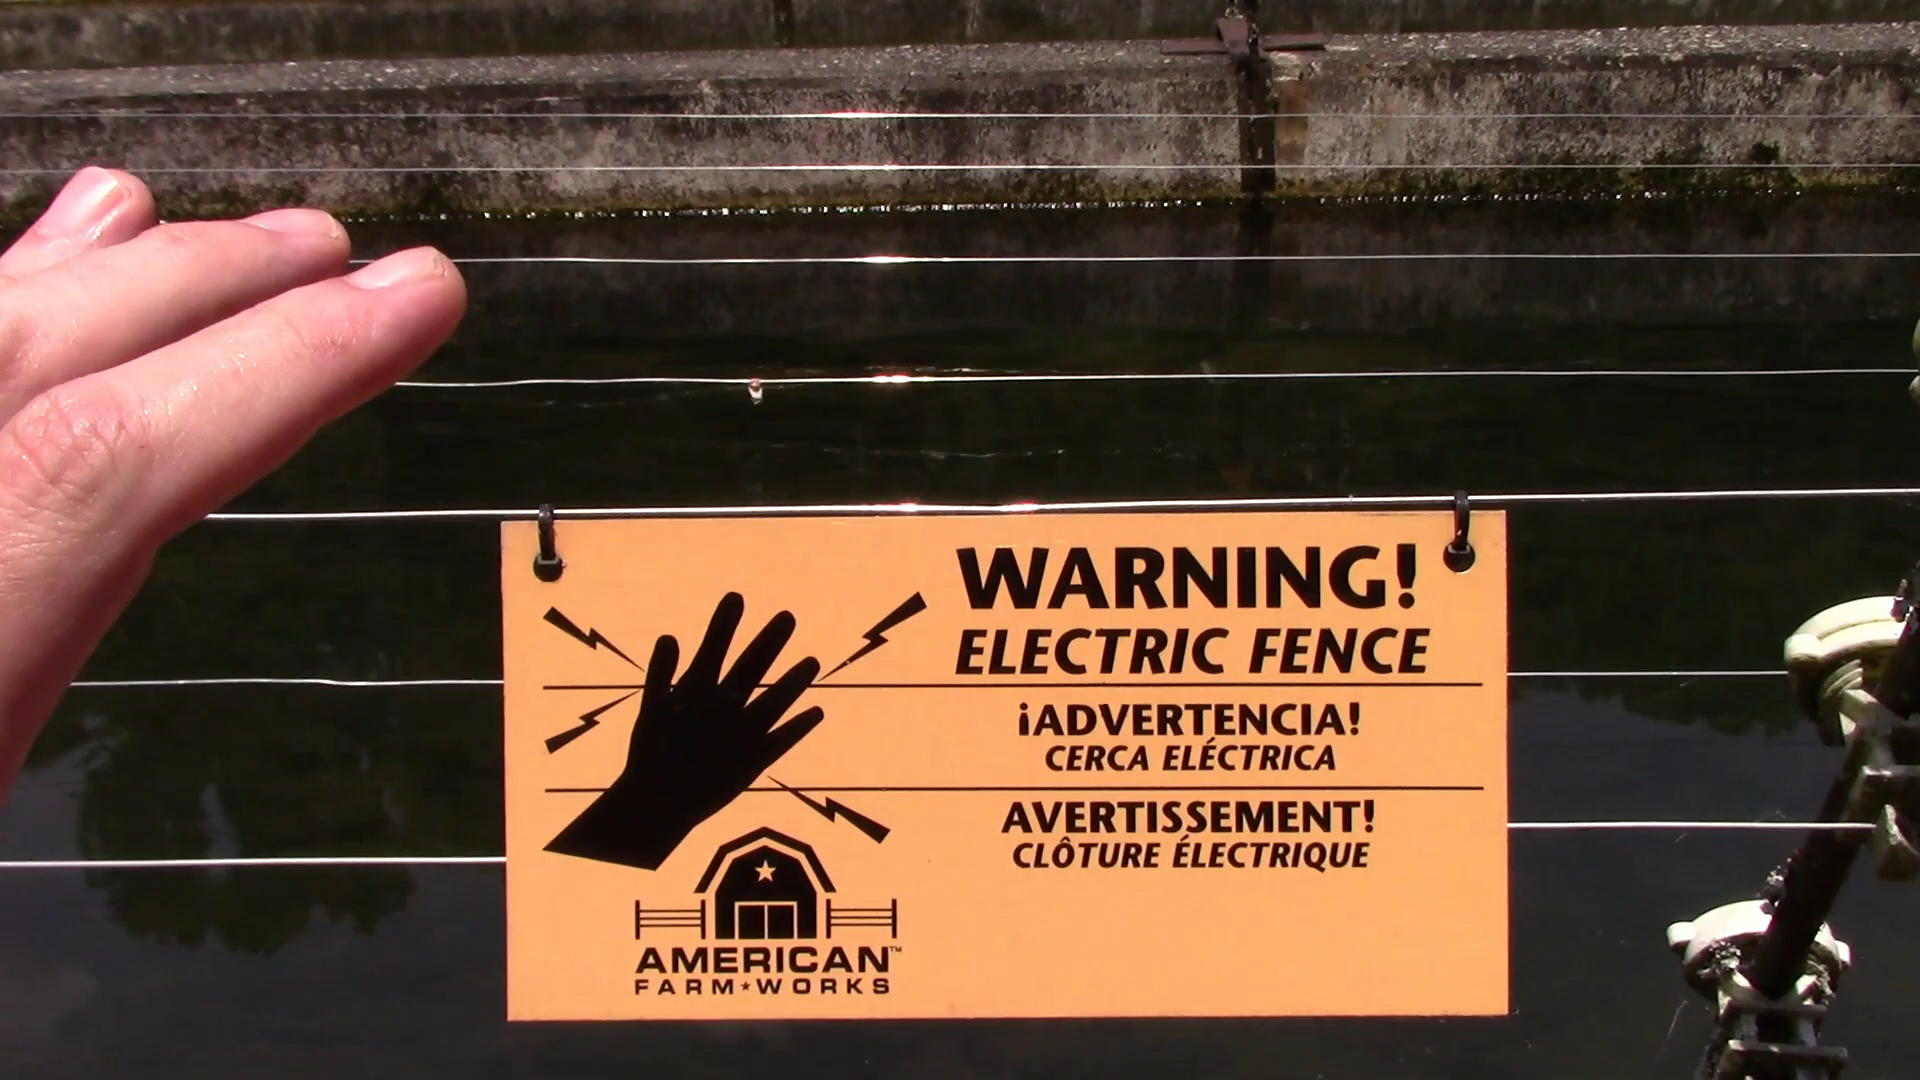 WARNING!
ELECTRIC FENCE
¡ADVERTENCIA!
CERCA ELÉCTRICA
AVERTISSEMENT!
CLÔTURE ÉLECTRIQUE
AMERICAN™
FARM★WORKS